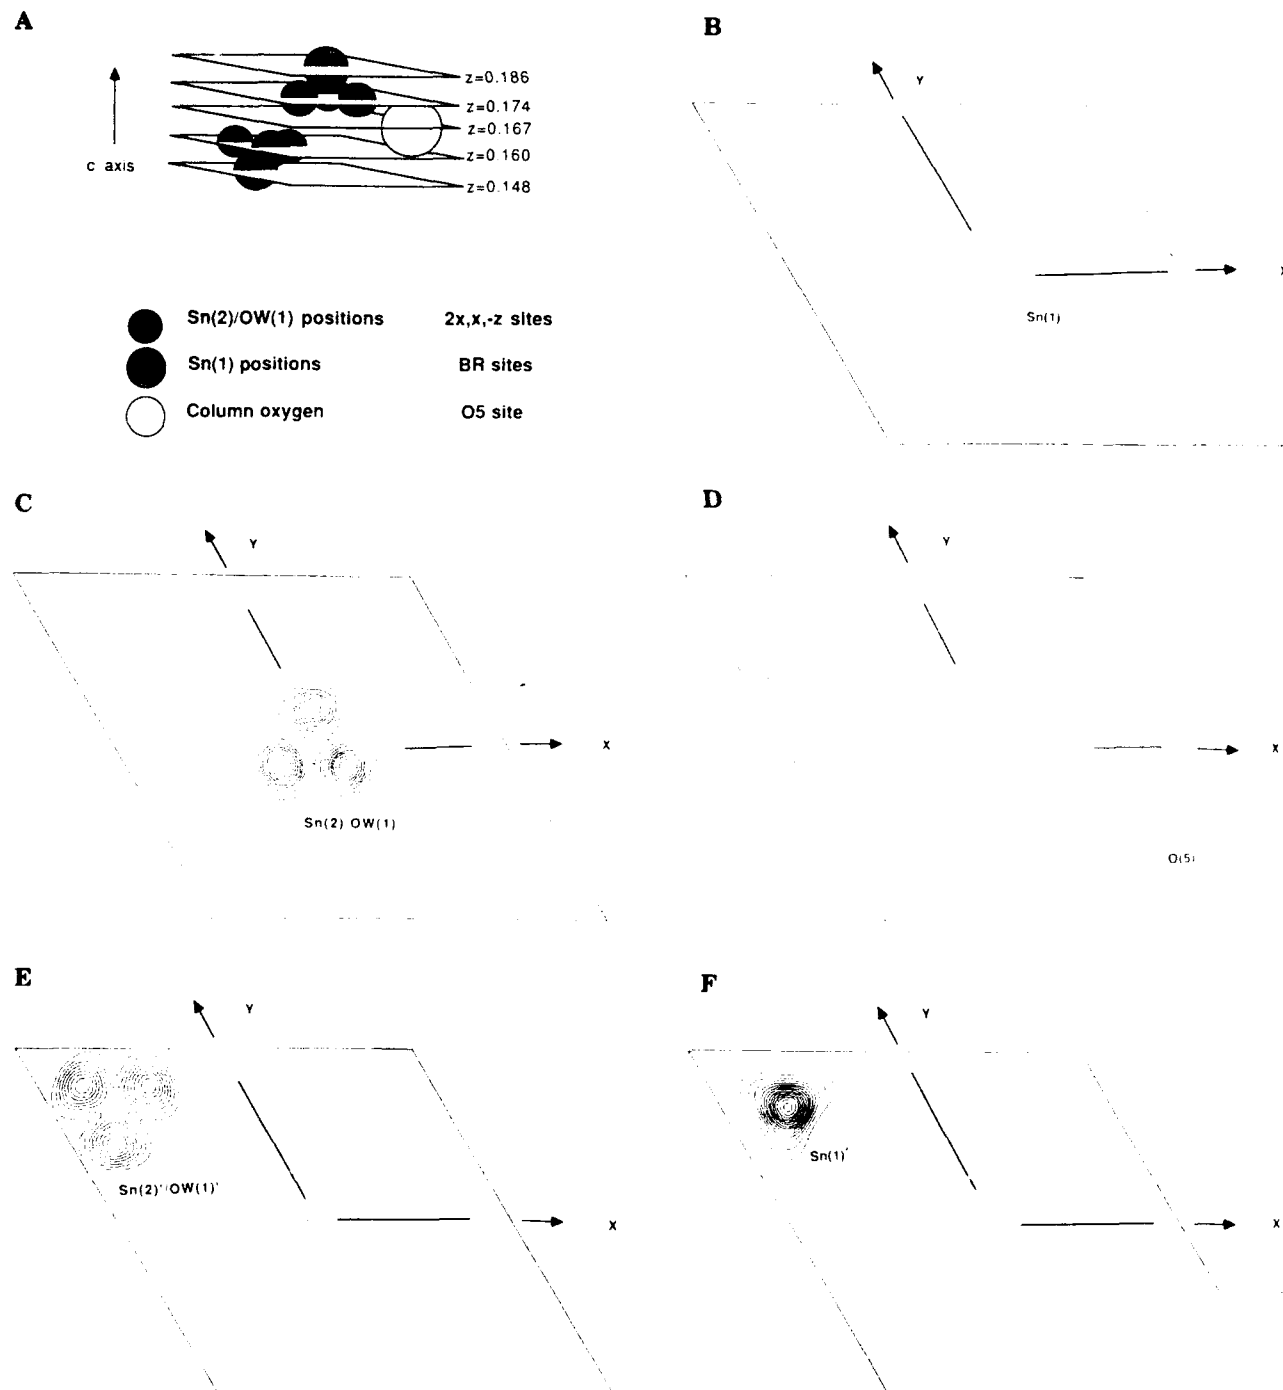 A
z=0.186
z=0.174
z=0.167
z=0.160
z=0.148
c axis
Sn(2)/OW(1) positions 2x,x,-z sites
Sn(1) positions BR sites
Column oxygen O5 site
B
Y
X
Sn(1)
C
Y
X
Sn(2) OW(1)
D
Y
X
O(5)
E
Y
X
Sn(2)'/OW(1)'
F
Y
X
Sn(1)'